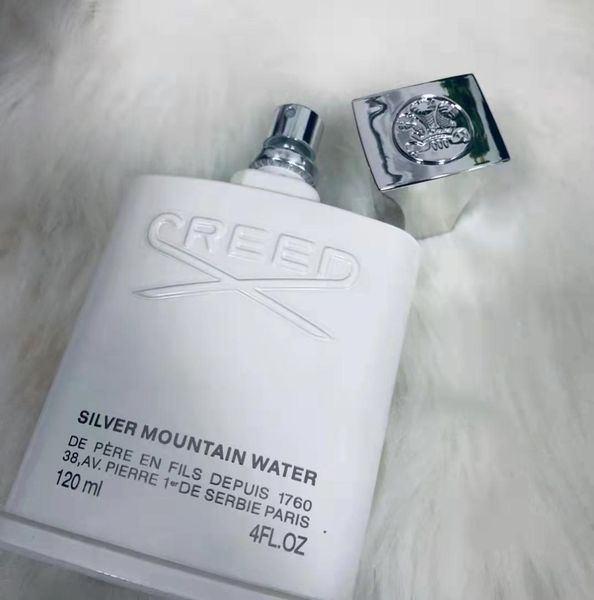 CREED
SILVER MOUNTAIN WATER
DE PÈRE EN FILS DEPUIS 1760
38,AV. PIERRE 1er DE SERBIE PARIS
120 ml
4FL.OZ